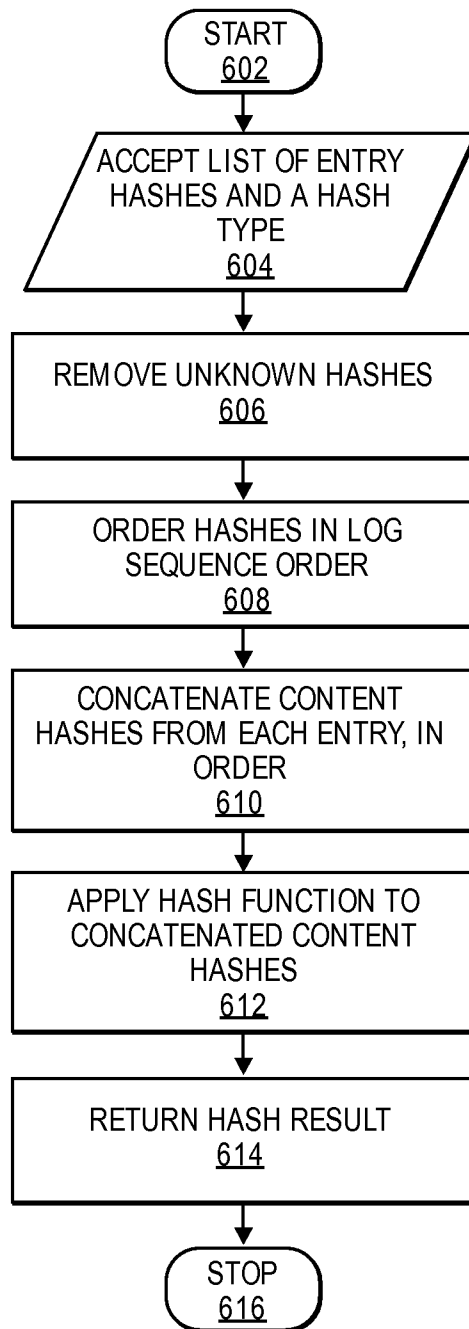 START
602
ACCEPT LIST OF ENTRY
HASHES AND A HASH
TYPE
604
REMOVE UNKNOWN HASHES
606
ORDER HASHES IN LOG
SEQUENCE ORDER
608
CONCATENATE CONTENT
HASHES FROM EACH ENTRY, IN
ORDER
610
APPLY HASH FUNCTION TO
CONCATENATED CONTENT
HASHES
612
RETURN HASH RESULT
614
STOP
616